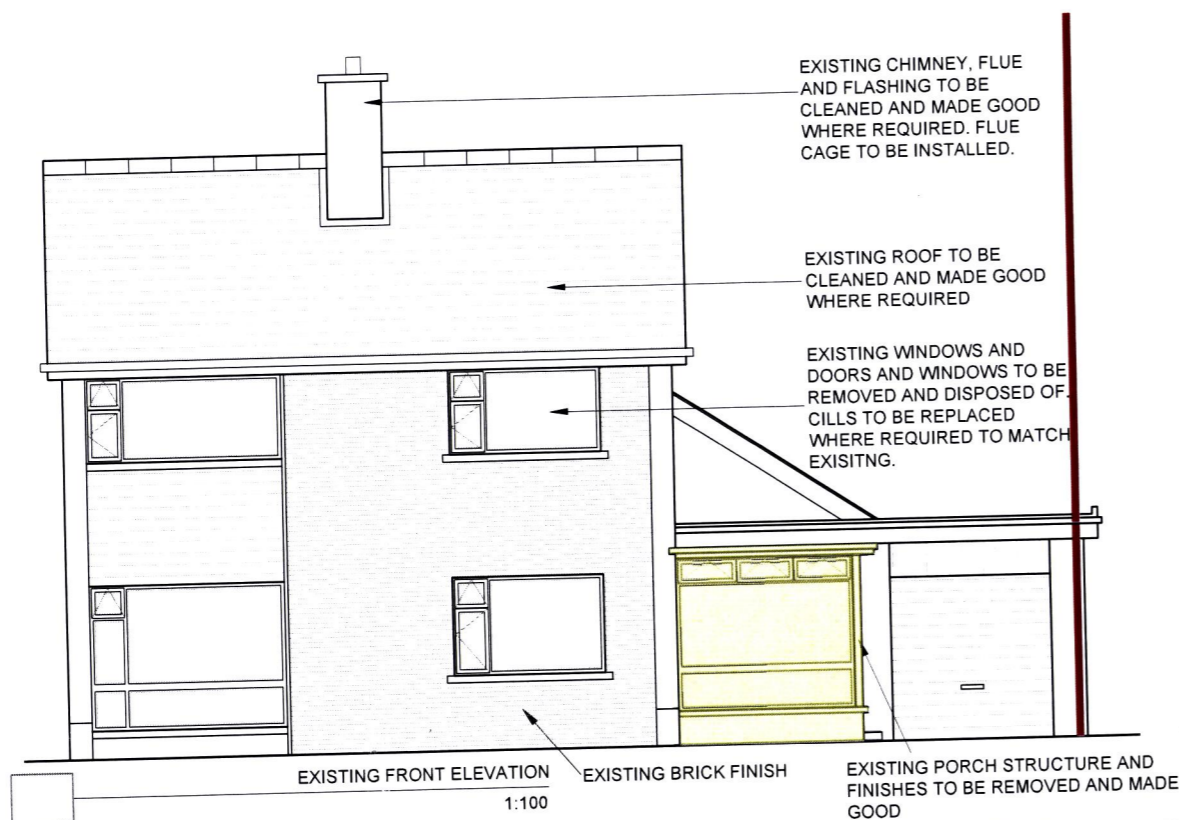 EXISTING CHIMNEY, FLUE
AND FLASHING TO BE
CLEANED AND MADE GOOD
WHERE REQUIRED. FLUE
CAGE TO BE INSTALLED.
EXISTING ROOF TO BE
CLEANED AND MADE GOOD
WHERE REQUIRED
EXISTING WINDOWS AND
DOORS AND WINDOWS TO BE
REMOVED AND DISPOSED OF.
CILLS TO BE REPLACED
WHERE REQUIRED TO MATCH
EXISITNG.
EXISTING FRONT ELEVATION
1:100
EXISTING BRICK FINISH
EXISTING PORCH STRUCTURE AND
FINISHES TO BE REMOVED AND MADE
GOOD